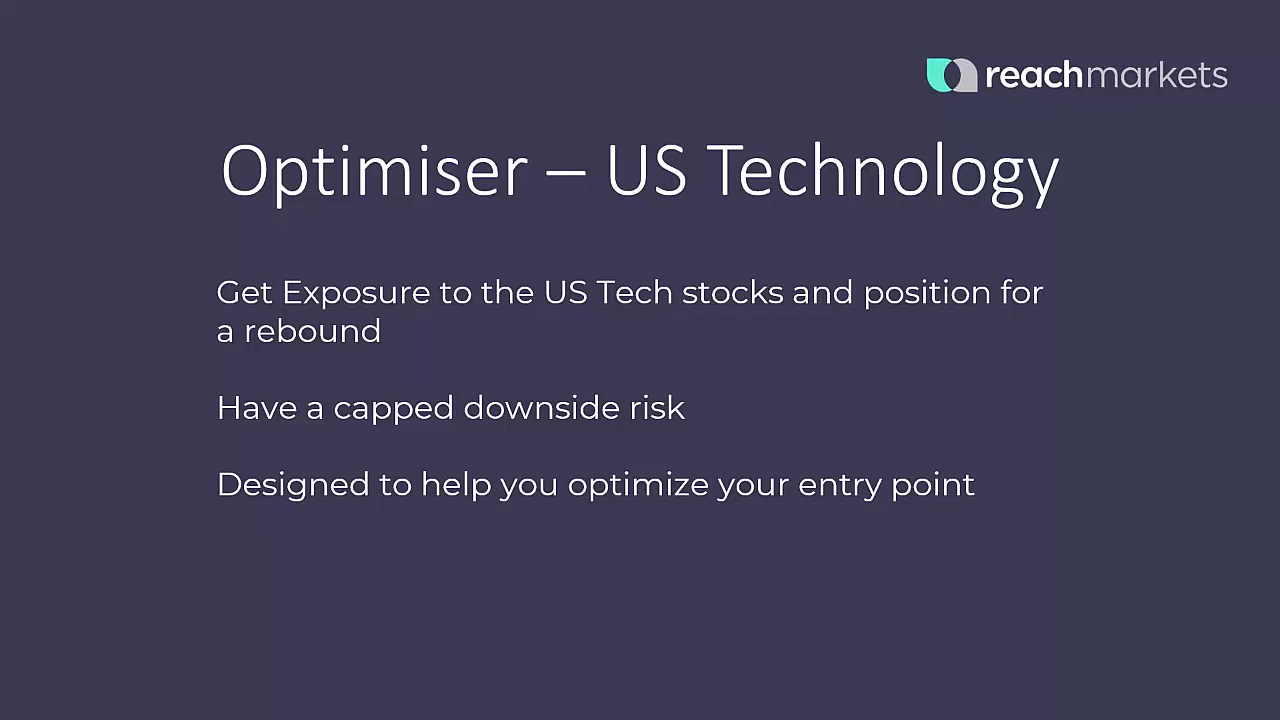 reachmarkets
Optimiser – US Technology
Get Exposure to the US Tech stocks and position for
a rebound
Have a capped downside risk
Designed to help you optimize your entry point